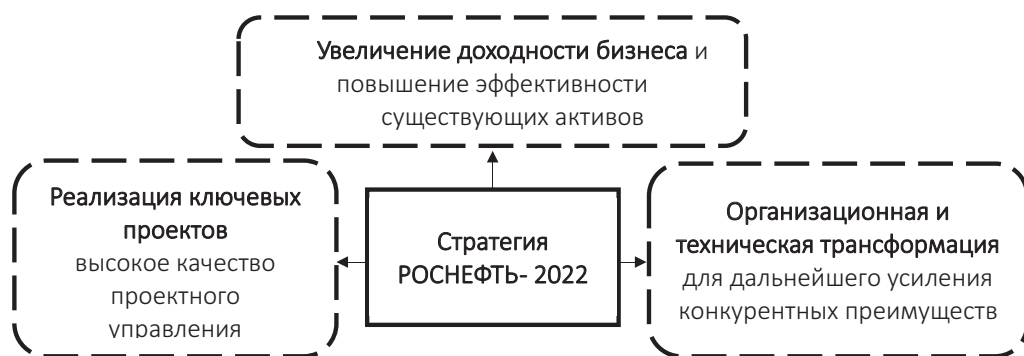 Увеличение доходности бизнеса и
повышение эффективности
существующих активов
Реализация ключевых
проектов
высокое качество
проектного
управления
Стратегия
РОСНЕФТЬ- 2022
Организационная и
техническая трансформация
для дальнейшего усиления
конкурентных преимуществ